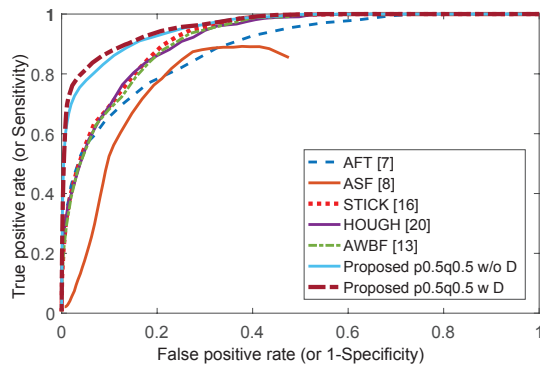 True positive rate (or Sensitivity)
1
0.8
0.6
0.4
0.2
0
AFT [7]
ASF [8]
STICK [16]
HOUGH [20]
AWBF [13]
Proposed p0.5q0.5 w/o D
Proposed p0.5q0.5 w D
0 0.2 0.4 0.6 0.8 1
False positive rate (or 1-Specificity)